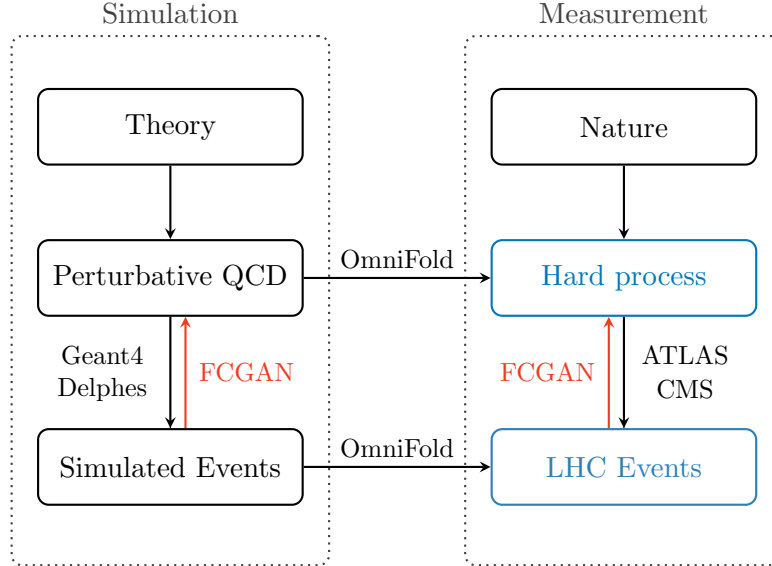 Simulation
Measurement
Theory
Nature
Perturbative QCD
OmniFold
Hard process
Geant4
Delphes
FCGAN
FCGAN
ATLAS
CMS
Simulated Events
OmniFold
LHC Events